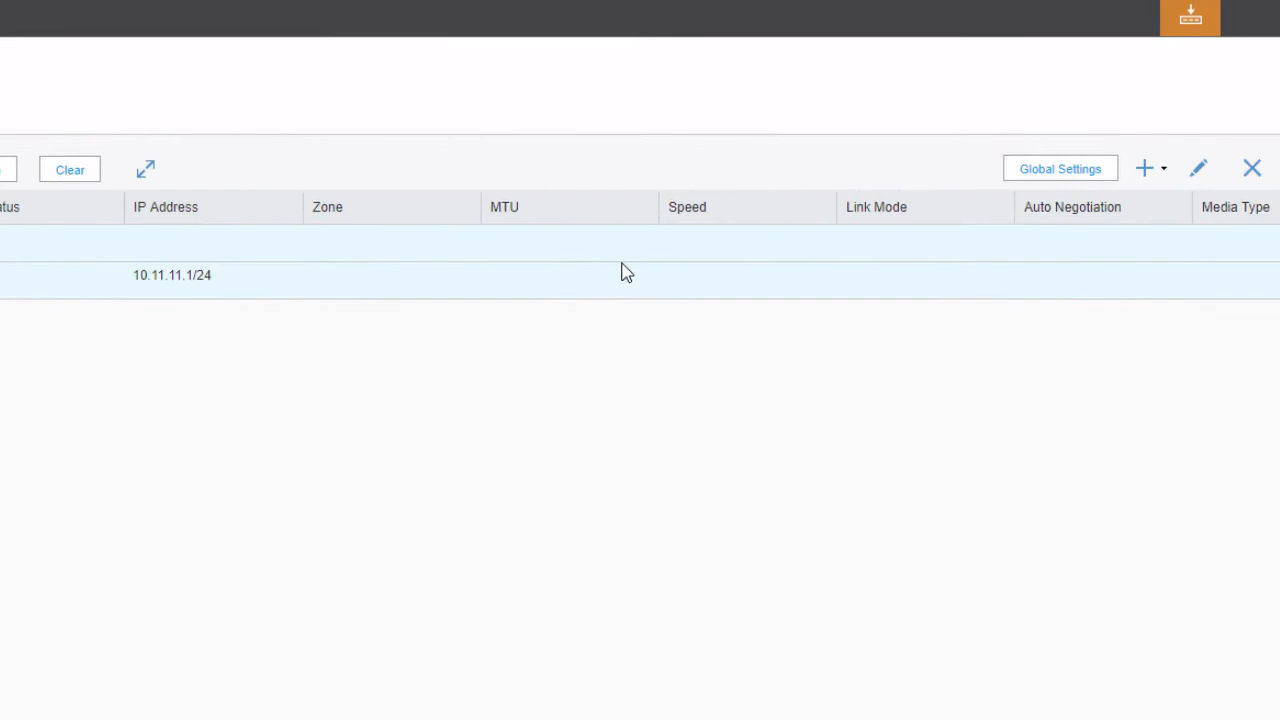 Clear
Global Settings
IP Address Zone MTU Speed Link Mode Auto Negotiation Media Type
10.11.11.1/24